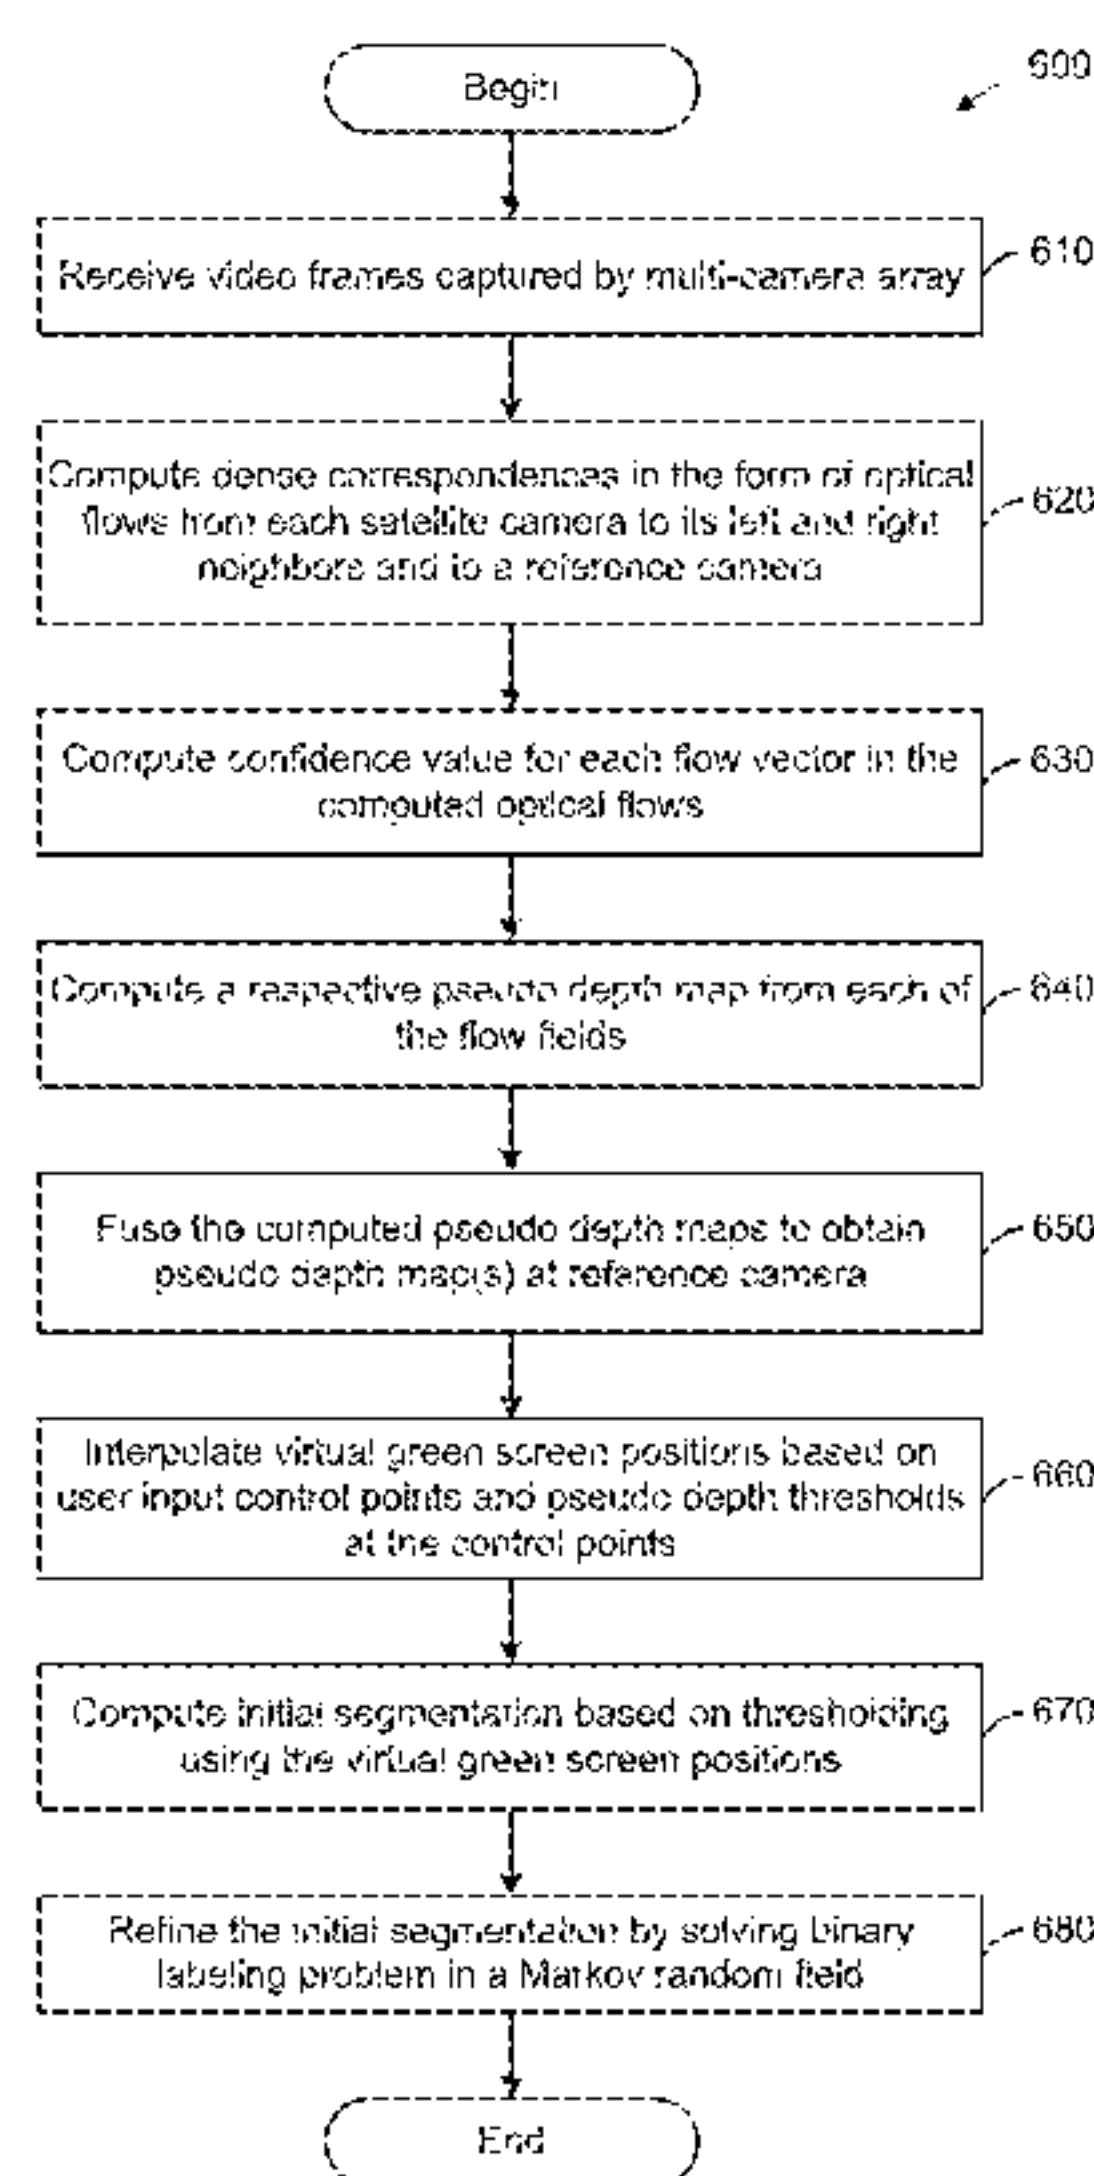 Begin
600
Receive video frames captured by multi-camera array
610
Compute dense correspondences in the form of optical
flows from each satellite camera to its left and right
neighbors and to a reference camera
620
Compute confidence value for each flow vector in the
computed optical flows
630
Compute a respective pseudo depth map from each of
the flow fields
640
Fuse the computed pseudo depth maps to obtain
pseudo depth map(s) at reference camera
650
Interpolate virtual green screen positions based on
user input control points and pseudo depth thresholds
at the control points
660
Compute initial segmentation based on thresholding
using the virtual green screen positions
670
Refine the initial segmentation by solving binary
labeling problem in a Markov random field
680
End